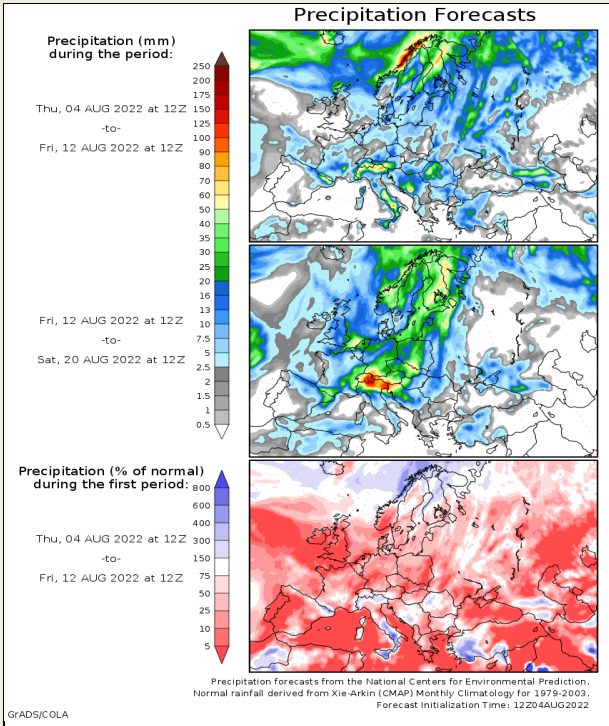 Precipitation Forecasts
Precipitation (mm)
during the period:
Thu, 04 AUG 2022 at 12Z
-to-
Fri, 12 AUG 2022 at 12Z
250
200
175
150
125
100
90
80
70
60
50
40
35
30
25
20
16
13
10
7.5
5
2.5
2
1.5
1
0.5
Fri, 12 AUG 2022 at 12Z
-to-
Sat, 20 AUG 2022 at 12Z
Precipitation (% of normal)
during the first period:
Thu, 04 AUG 2022 at 12Z
-to-
Fri, 12 AUG 2022 at 12Z
800
600
400
300
150
75
50
25
10
5
Precipitation forecasts from the National Centers for Environmental Prediction.
Normal rainfall derived from Xie-Arkin (CMAP) Monthly Climatology for 1979-2003.
Forecast Initialization Time: 12Z04AUG2022
GrADS/COLA